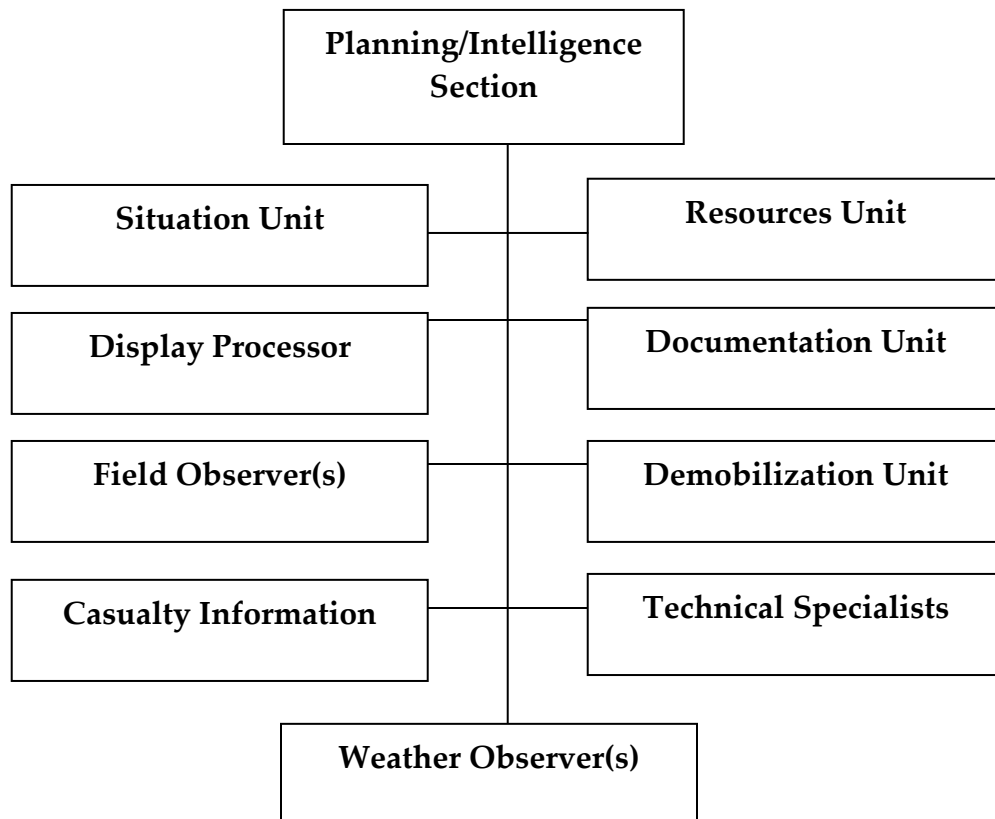 Planning/Intelligence
Section
Situation Unit
Resources Unit
Display Processor
Documentation Unit
Field Observer(s)
Demobilization Unit
Casualty Information
Technical Specialists
Weather Observer(s)